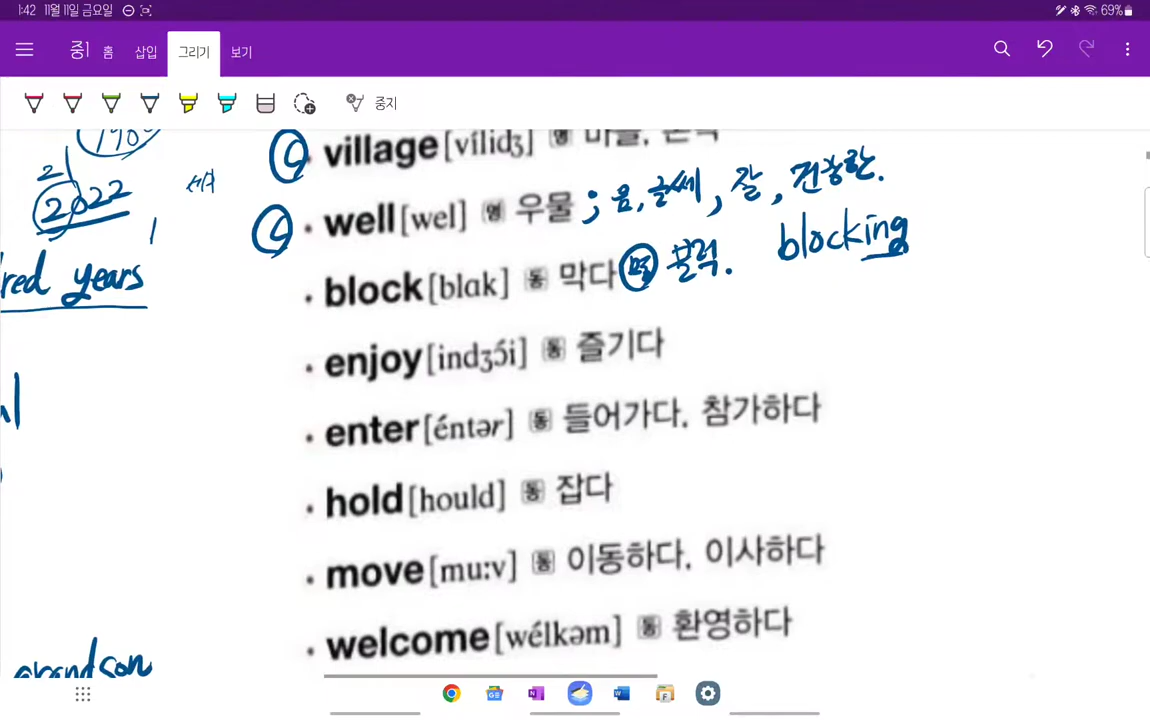 1:42 11월 11일 금요일 69%
중1 홈 삽입 그리기 보기
중지
village[vílidʒ] 명 마을,
2022 세
well[wel] 명 우물 ; 음, 글쎄, 잘, 건강한.
block[blɑk] 동 막다 명 블럭. blocking
red years
enjoy[indʒɔ́i] 동 즐기다
enter[éntər] 동 들어가다, 참가하다
hold[hould] 동 잡다
move[mu:v] 동 이동하다, 이사하다
welcome[wélkəm] 동 환영하다
grandson